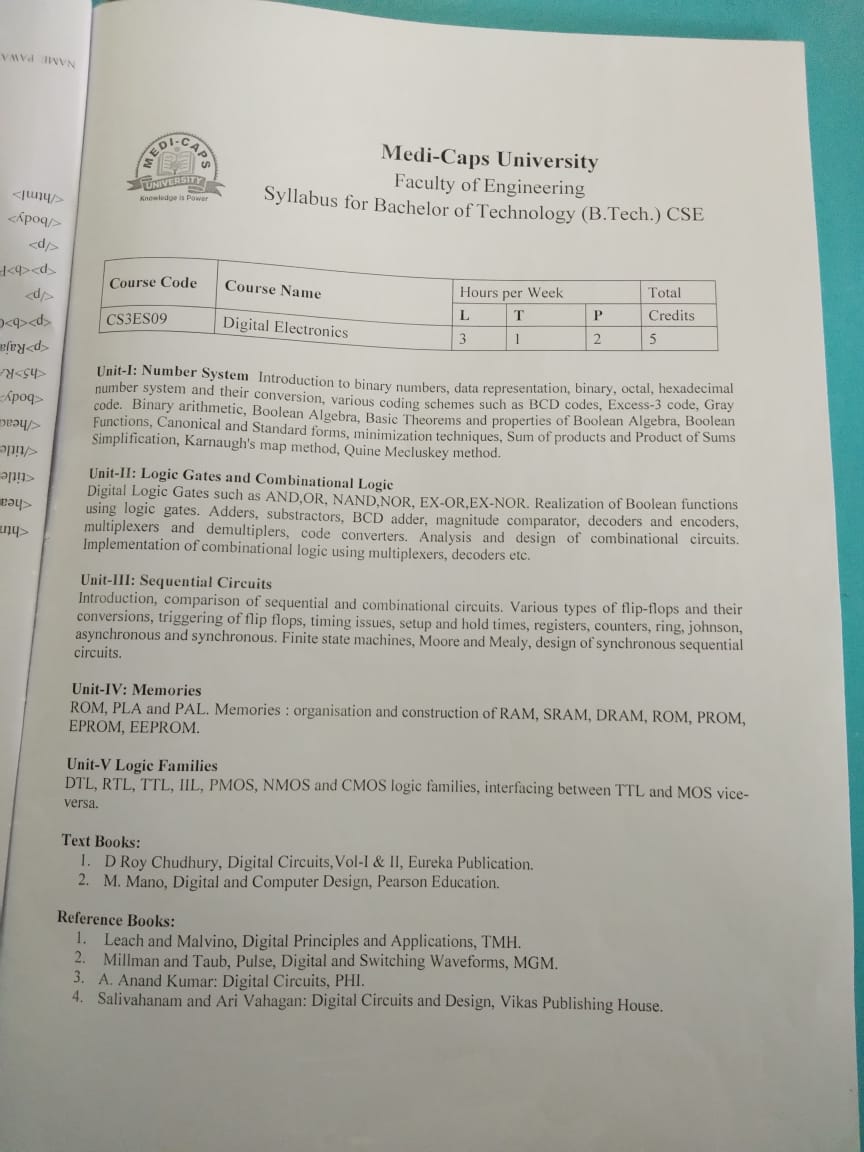 NAME: PAWA
</html>
</body>
</p>
</p>
<body>
</title
<title
MEDI-CAPS
UNIVERSITY
Knowledge is Power
Medi-Caps University
Faculty of Engineering
Syllabus for Bachelor of Technology (B.Tech.) CSE
Course Code Course Name Hours per Week Total
L T P Credits
CS3ES09 Digital Electronics 3 1 2 5
Unit-I: Number System Introduction to binary numbers, data representation, binary, octal, hexadecimal
number system and their conversion, various coding schemes such as BCD codes, Excess-3 code, Gray
code. Binary arithmetic, Boolean Algebra, Basic Theorems and properties of Boolean Algebra, Boolean
Functions, Canonical and Standard forms, minimization techniques, Sum of products and Product of Sums
Simplification, Karnaugh's map method, Quine Mecluskey method.
Unit-II: Logic Gates and Combinational Logic
Digital Logic Gates such as AND,OR, NAND,NOR, EX-OR,EX-NOR. Realization of Boolean functions
using logic gates. Adders, substractors, BCD adder, magnitude comparator, decoders and encoders,
multiplexers and demultiplers, code converters. Analysis and design of combinational circuits.
Implementation of combinational logic using multiplexers, decoders etc.
Unit-III: Sequential Circuits
Introduction, comparison of sequential and combinational circuits. Various types of flip-flops and their
conversions, triggering of flip flops, timing issues, setup and hold times, registers, counters, ring, johnson,
asynchronous and synchronous. Finite state machines, Moore and Mealy, design of synchronous sequential
circuits.
Unit-IV: Memories
ROM, PLA and PAL. Memories : organisation and construction of RAM, SRAM, DRAM, ROM, PROM,
EPROM, EEPROM.
Unit-V Logic Families
DTL, RTL, TTL, IIL, PMOS, NMOS and CMOS logic families, interfacing between TTL and MOS vice-
versa.
Text Books:
1. D Roy Chudhury, Digital Circuits,Vol-I & II, Eureka Publication.
2. M. Mano, Digital and Computer Design, Pearson Education.
Reference Books:
1. Leach and Malvino, Digital Principles and Applications, TMH.
2. Millman and Taub, Pulse, Digital and Switching Waveforms, MGM.
3. A. Anand Kumar: Digital Circuits, PHI.
4. Salivahanam and Ari Vahagan: Digital Circuits and Design, Vikas Publishing House.